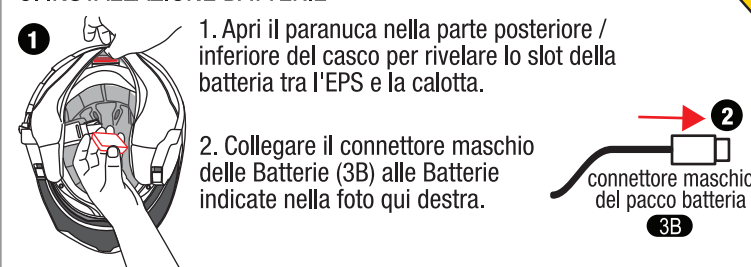 1
1. Apri il paranuca nella parte posteriore /
inferiore del casco per rivelare lo slot della
batteria tra l'EPS e la calotta.
2. Collegare il connettore maschio
delle Batterie (3B) alle Batterie
indicate nella foto qui destra.
2
connettore maschio
del pacco batteria
3B